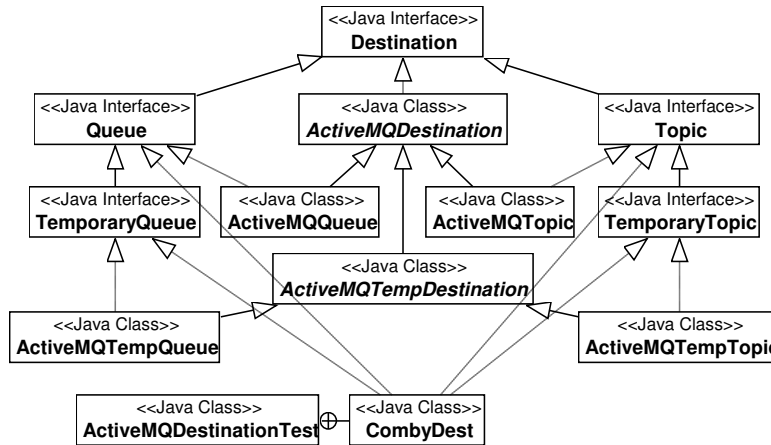 <<Java Interface>>
Destination
<<Java Interface>>
Queue
<<Java Class>>
ActiveMQDestination
<<Java Interface>>
Topic
<<Java Interface>>
TemporaryQueue
<<Java Class>>
ActiveMQQueue
<<Java Class>>
ActiveMQTopic
<<Java Interface>>
TemporaryTopic
<<Java Class>>
ActiveMQTempDestination
<<Java Class>>
ActiveMQTempQueue
<<Java Class>>
ActiveMQTempTopic
<<Java Class>>
ActiveMQDestinationTest
<<Java Class>>
CombyDest